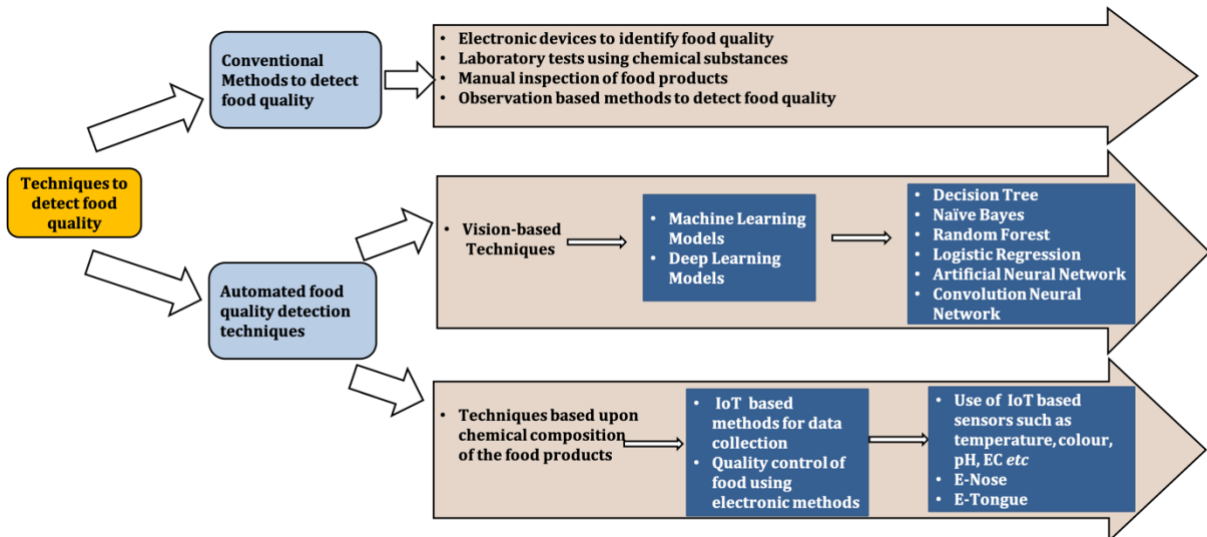 Techniques to
detect food
quality
Conventional
Methods to detect
food quality
• Electronic devices to identify food quality
• Laboratory tests using chemical substances
• Manual inspection of food products
• Observation based methods to detect food quality
Automated food
quality detection
techniques
• Vision-based
Techniques
• Machine Learning
Models
• Deep Learning
Models
• Decision Tree
• Naïve Bayes
• Random Forest
• Logistic Regression
• Artificial Neural Network
• Convolution Neural
Network
• Techniques based upon
chemical composition
of the food products
• IoT based
methods for data
collection
• Quality control of
food using
electronic methods
• Use of IoT based
sensors such as
temperature, colour,
pH, EC etc
• E-Nose
• E-Tongue